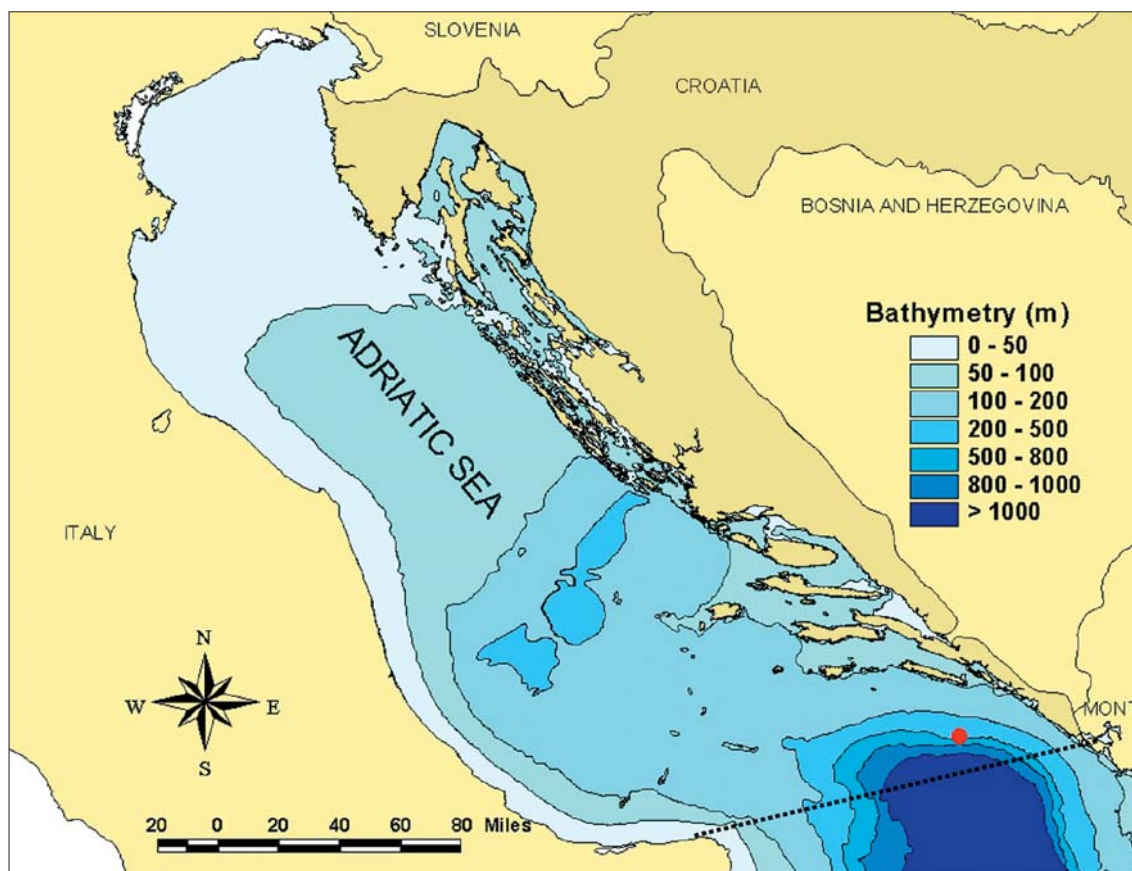 SLOVENIA
CROATIA
BOSNIA AND HERZEGOVINA
Bathymetry (m)
0 - 50
50 - 100
100 - 200
200 - 500
500 - 800
800 - 1000
> 1000
ADRIATIC SEA
ITALY
N
W E
S
MONT
20 0 20 40 60 80 Miles